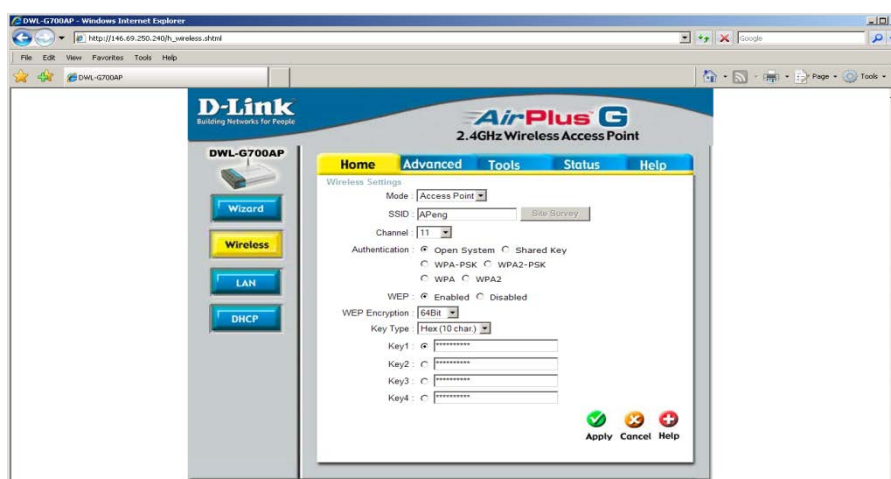 DWL-G700AP - Windows Internet Explorer
http://146.69.250.240/h_wireless.shtml
Google
File Edit View Favorites Tools Help
DWL-G700AP
Page Tools
D-Link
Building Networks for People
AirPlus G
2.4GHz Wireless Access Point
DWL-G700AP
Home Advanced Tools Status Help
Wizard
Wireless
LAN
DHCP
Wireless Settings
Mode : Access Point
SSID : APeng Site Survey
Channel : 11
Authentication : Open System Shared Key
WPA-PSK WPA2-PSK
WPA WPA2
WEP : Enabled Disabled
WEP Encryption : 64Bit
Key Type : Hex (10 char.)
Key1 : **********
Key2 : **********
Key3 : **********
Key4 : **********
Apply Cancel Help